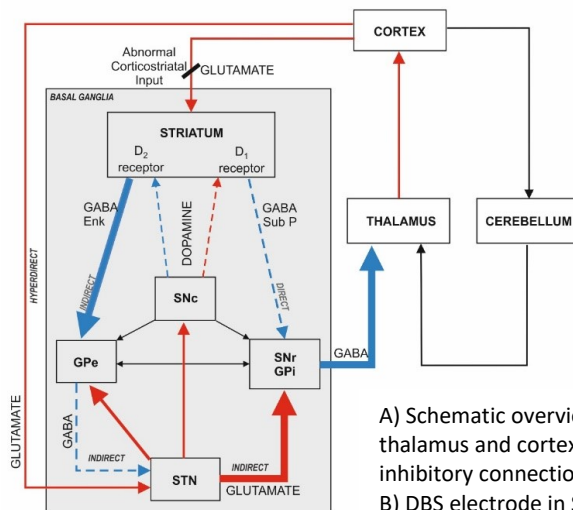 CORTEX
Abnormal
Corticostriatal
Input
GLUTAMATE
BASAL GANGLIA
STRIATUM
D2
receptor
D1
receptor
GABA
Enk
DOPAMINE
GABA
Sub P
THALAMUS
CEREBELLUM
HYPERDIRECT
INDIRECT
DIRECT
SNc
GPe
SNr
GPi
GABA
GABA
GLUTAMATE
INDIRECT
STN
INDIRECT
GLUTAMATE
A) Schematic overvie
thalamus and cortex
inhibitory connectio
B) DBS electrode in S